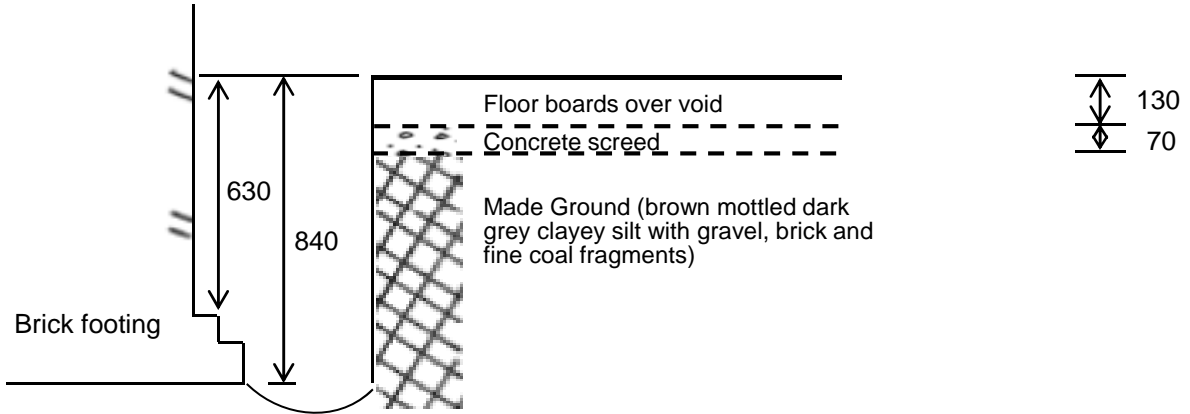 Floor boards over void
130
Concrete screed
70
630
840
Made Ground (brown mottled dark
grey clayey silt with gravel, brick and
fine coal fragments)
Brick footing